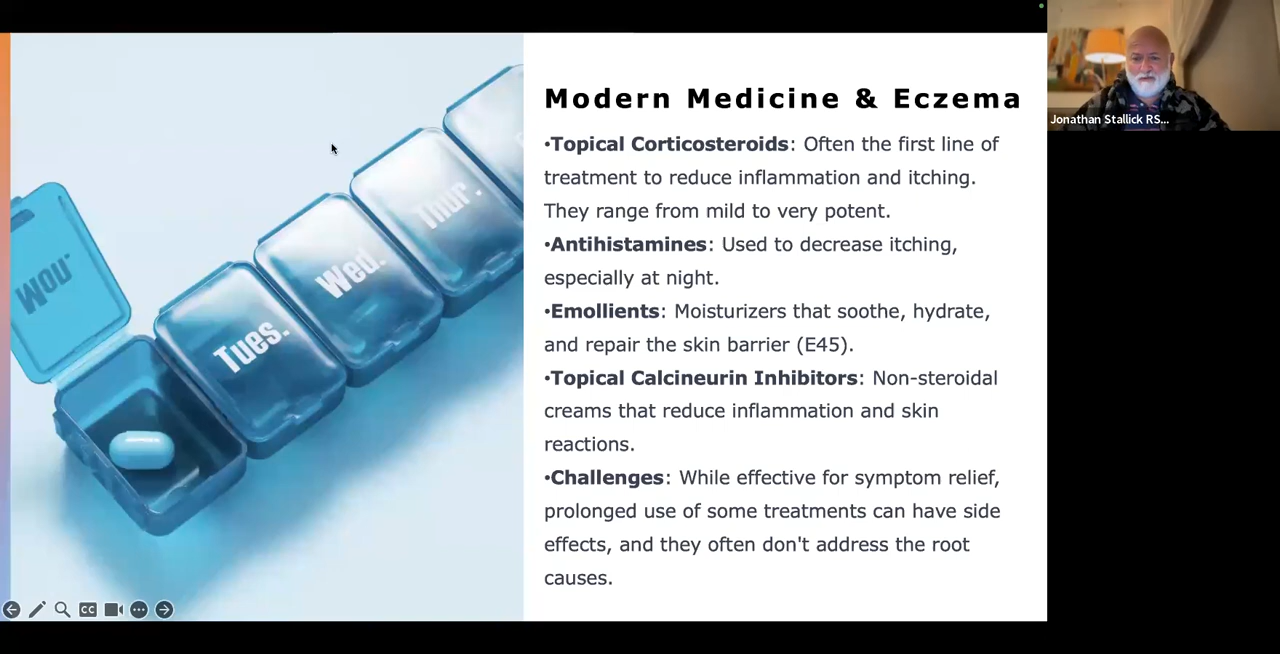 Modern Medicine & Eczema
•Topical Corticosteroids: Often the first line of
treatment to reduce inflammation and itching.
They range from mild to very potent.
•Antihistamines: Used to decrease itching,
especially at night.
•Emollients: Moisturizers that soothe, hydrate,
and repair the skin barrier (E45).
•Topical Calcineurin Inhibitors: Non-steroidal
creams that reduce inflammation and skin
reactions.
•Challenges: While effective for symptom relief,
prolonged use of some treatments can have side
effects, and they often don't address the root
causes.
Mon.
Tues.
Wed.
Thur.
Jonathan Stallick RS...
CC